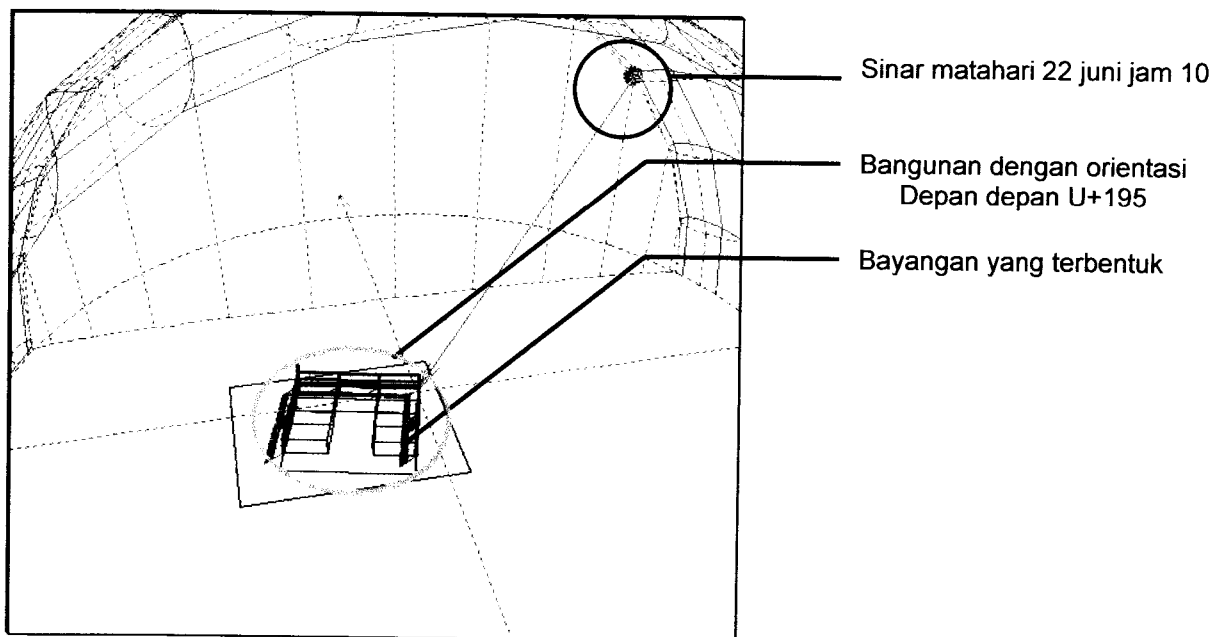 Sinar matahari 22 juni jam 10
Bangunan dengan orientasi
Depan depan U+195
Bayangan yang terbentuk